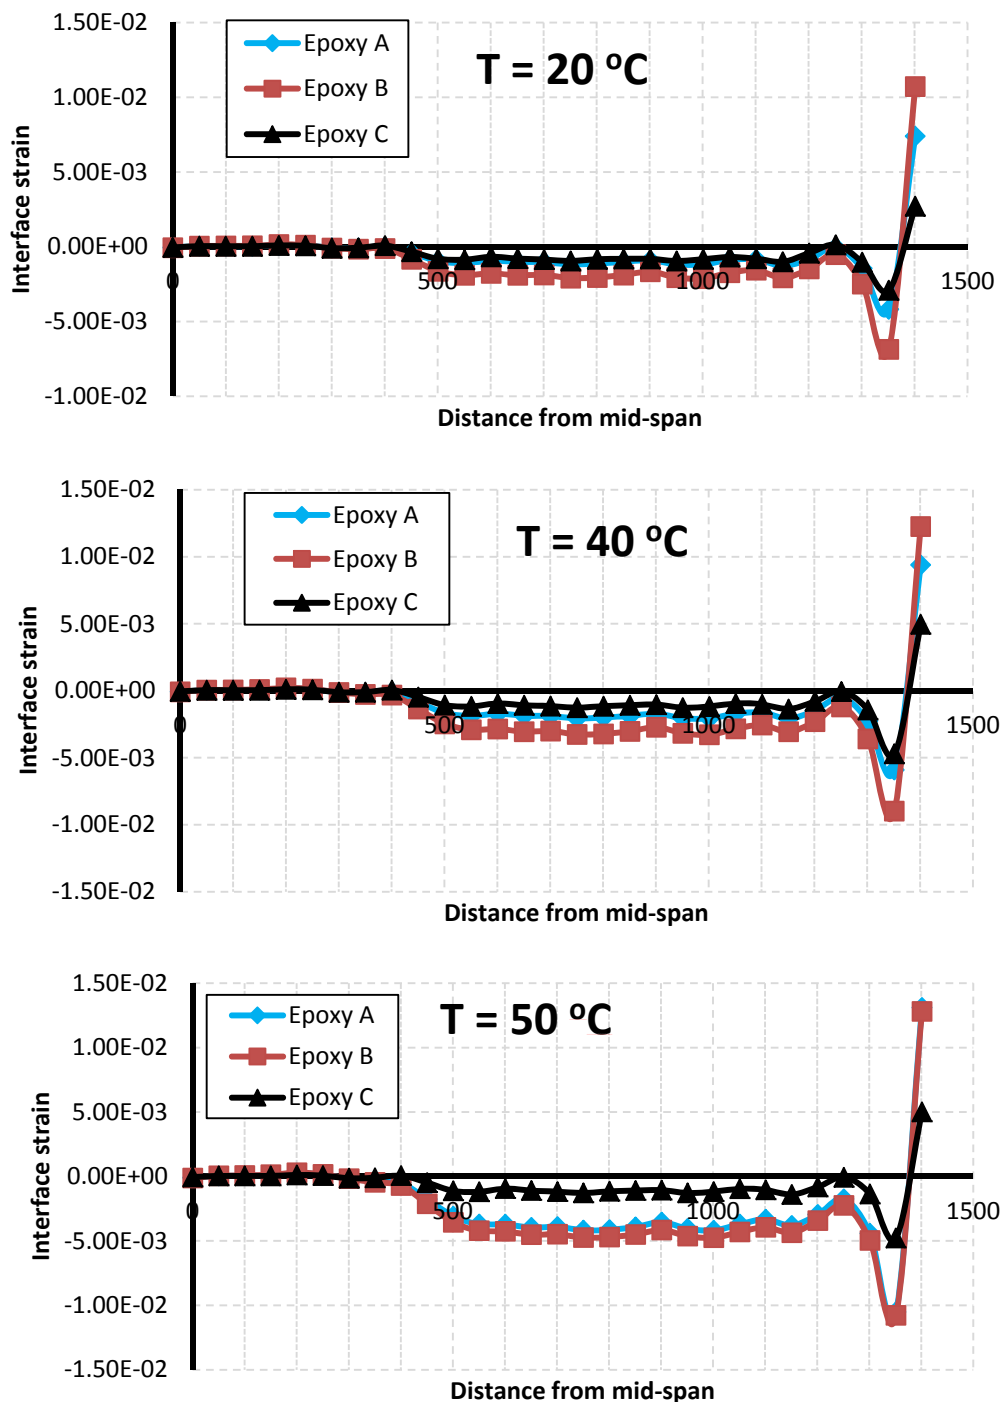 1.50E-02
Epoxy A
T = 20 ºC
1.00E-02
Epoxy B
Epoxy C
5.00E-03
Interface strain
0.00E+00
0
500
1000
1500
-5.00E-03
-1.00E-02
Distance from mid-span
1.50E-02
Epoxy A
T = 40 ºC
1.00E-02
Epoxy B
Epoxy C
5.00E-03
Interface strain
0.00E+00
0
500
1000
1500
-5.00E-03
-1.00E-02
-1.50E-02
Distance from mid-span
1.50E-02
Epoxy A
T = 50 ºC
1.00E-02
Epoxy B
Epoxy C
5.00E-03
Interface strain
0.00E+00
0
500
1000
1500
-5.00E-03
-1.00E-02
-1.50E-02
Distance from mid-span